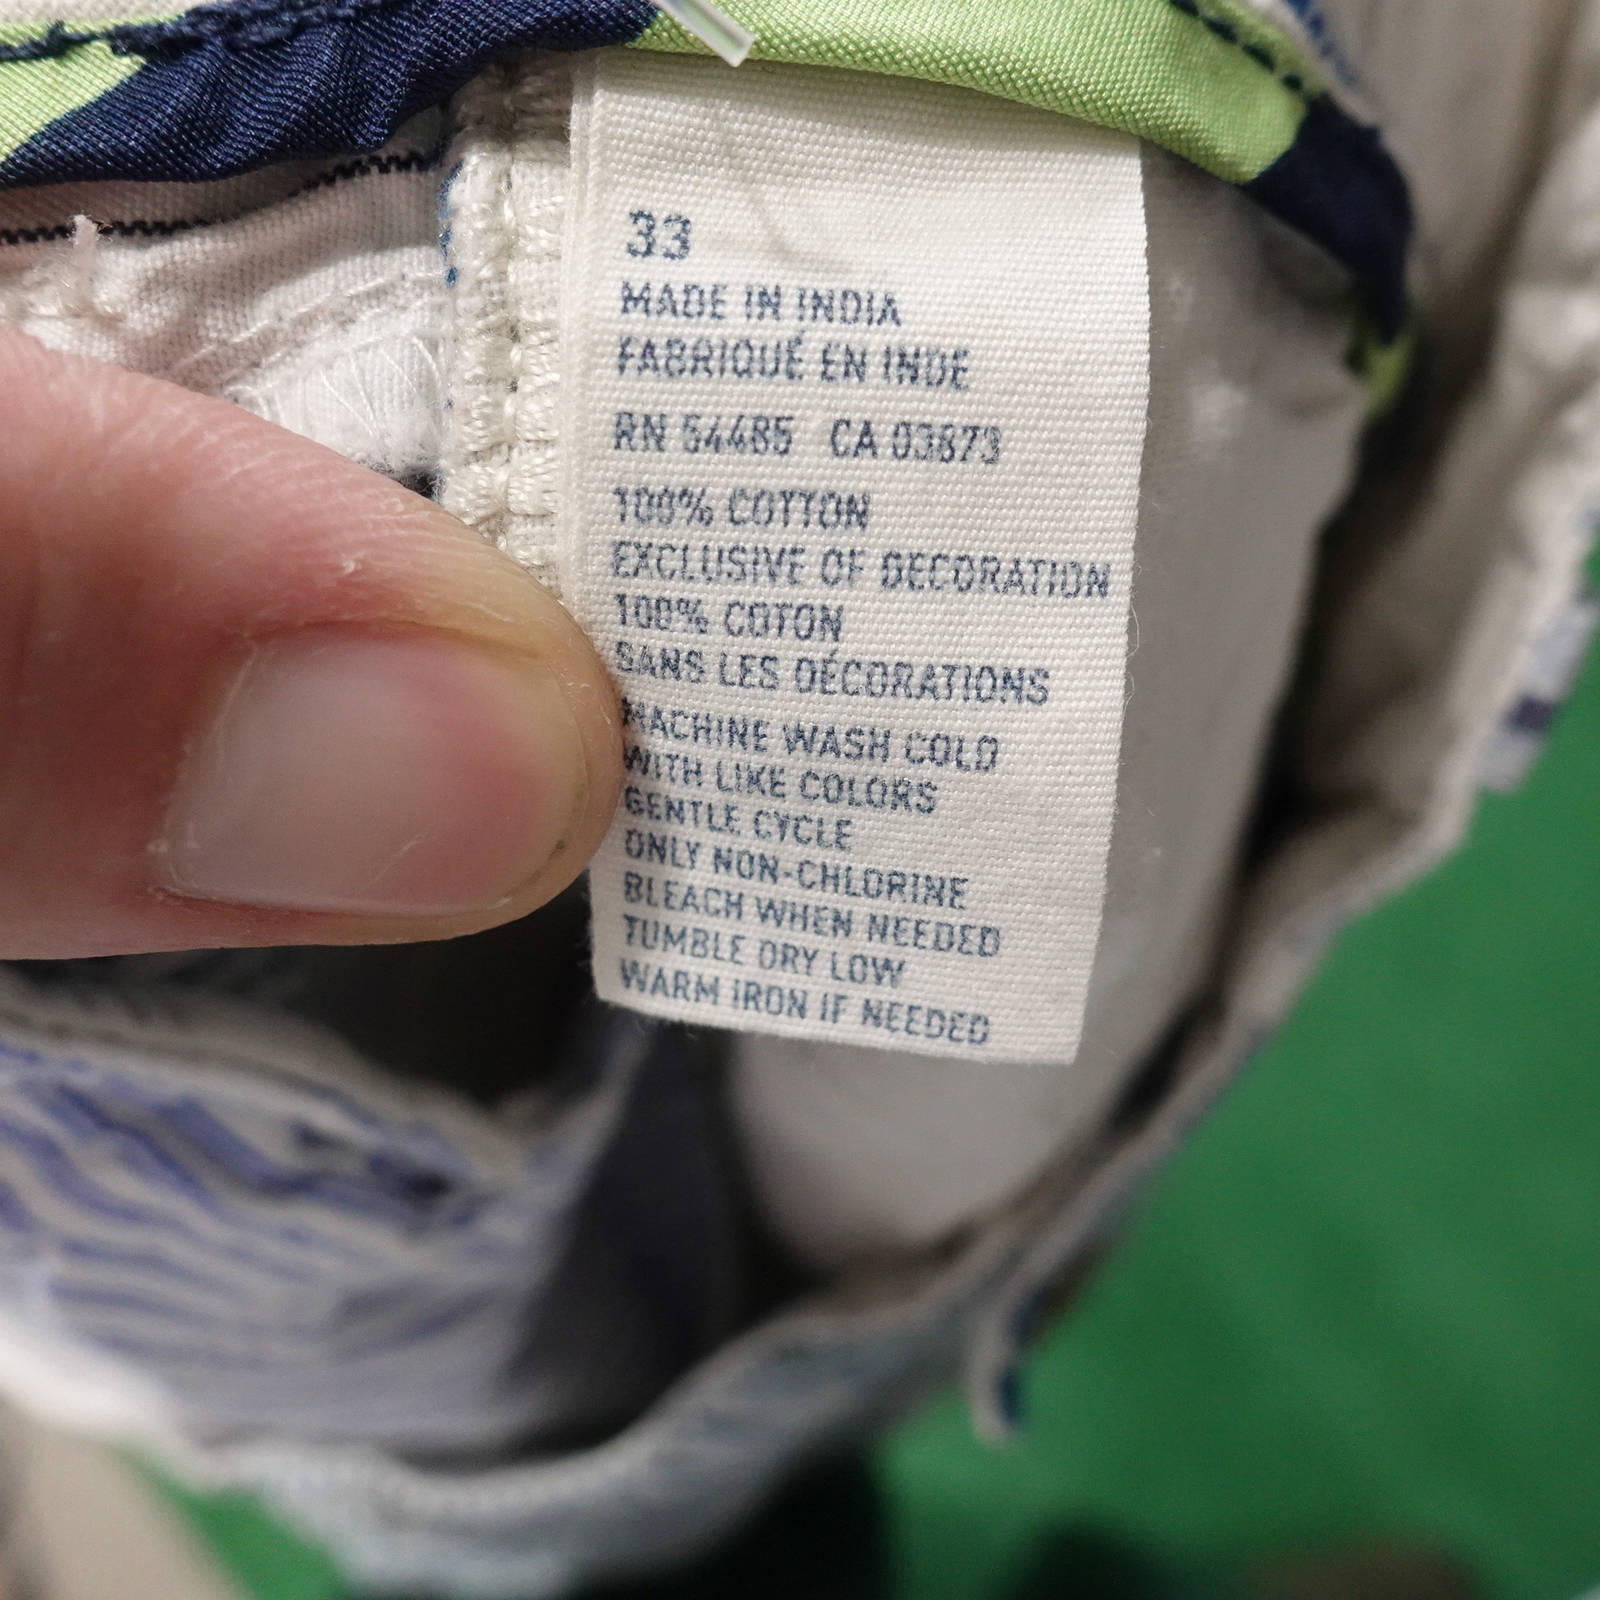 33
MADE IN INDIA
FABRIQUÉ EN INDE
RN 54485 CA 03873
100% COTTON
EXCLUSIVE OF DECORATION
100% COTON
SANS LES DÉCORATIONS
MACHINE WASH COLD
WITH LIKE COLORS
GENTLE CYCLE
ONLY NON-CHLORINE
BLEACH WHEN NEEDED
TUMBLE DRY LOW
WARM IRON IF NEEDED